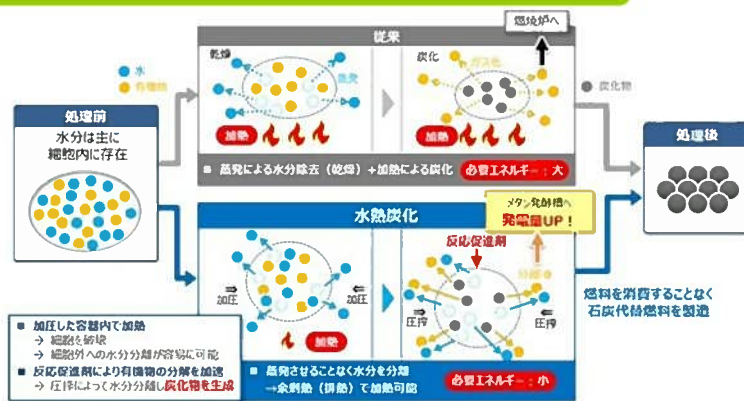 従来
燃焼炉へ
水
有機物
乾燥
蒸発
炭化
ガス化
炭化物
加熱
加熱
処理前
水分は主に
細胞内に存在
処理後
■ 蒸発による水分除去（乾燥）+加熱による炭化
必要エネルギー：大
水熱炭化
メタン発酵槽へ
発電量UP！
反応促進剤
加圧
加圧
加熱
圧搾
圧搾
燃料を消費することなく
石炭代替燃料を製造
■ 加圧した容器内で加熱
→ 細胞を破壊
→ 細胞外への水分分離が容易に可能
■ 反応促進剤により有機物の分解を加速
→ 圧搾によって水分分離し炭化物を生成
■ 蒸発させることなく水分を分離
→余剰熱（排熱）で加熱可能
必要エネルギー：小